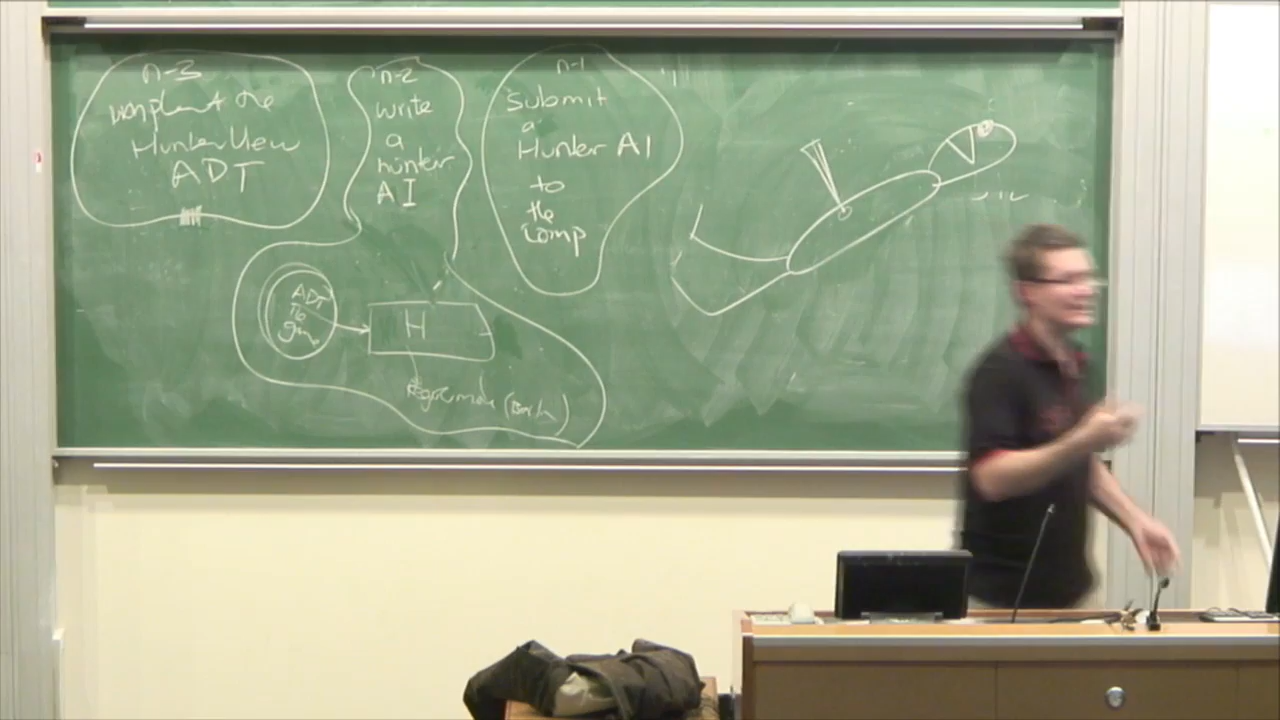 n-3
implement the
HunterView
ADT
n-2
write
a
hunter
AI
n-1
Submit
a
Hunter AI
to
the
comp
ADT
H